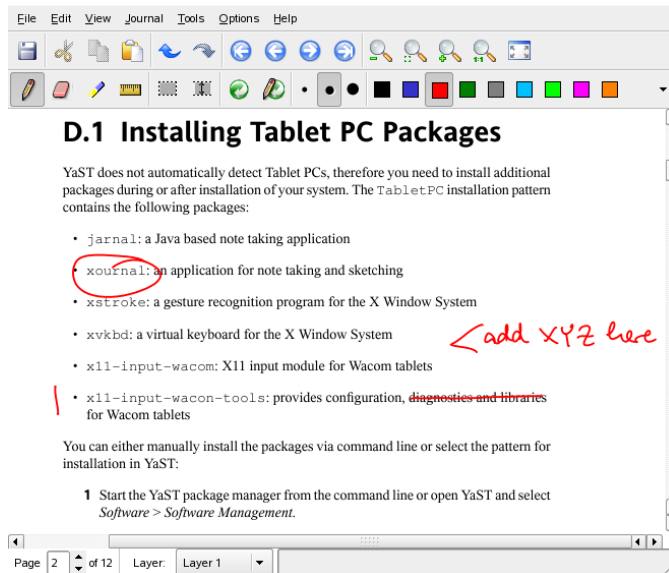 File Edit View Journal Tools Options Help
D.1 Installing Tablet PC Packages
YaST does not automatically detect Tablet PCs, therefore you need to install additional
packages during or after installation of your system. The TabletPC installation pattern
contains the following packages:
• jarnal: a Java based note taking application
• xournal: an application for note taking and sketching
• xstroke: a gesture recognition program for the X Window System
• xvkbd: a virtual keyboard for the X Window System
add XYZ here
• x11-input-wacom: X11 input module for Wacom tablets
• x11-input-wacon-tools: provides configuration, diagnostics and libraries
for Wacom tablets
You can either manually install the packages via command line or select the pattern for
installation in YaST:
1 Start the YaST package manager from the command line or open YaST and select
Software > Software Management.
Page 2 of 12 Layer: Layer 1